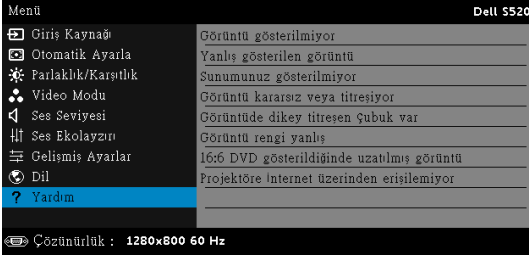 Menü Dell S520
Giriş Kaynağı
Otomatik Ayarla
Parlaklık/Karşıtlık
Video Modu
Ses Seviyesi
Ses Ekolayzırı
Gelişmiş Ayarlar
Dil
? Yardım
Görüntü gösterilmiyor
Yanlış gösterilen görüntü
Sunumunuz gösterilmiyor
Görüntü kararsız veya titreşiyor
Görüntüde dikey titreşen Çubuk var
Görüntü rengi yanlış
16:6 DVD gösterildiğinde uzatılmış görüntü
Projektöre İnternet üzerinden erişilemiyor
Çözünürlük : 1280x800 60 Hz